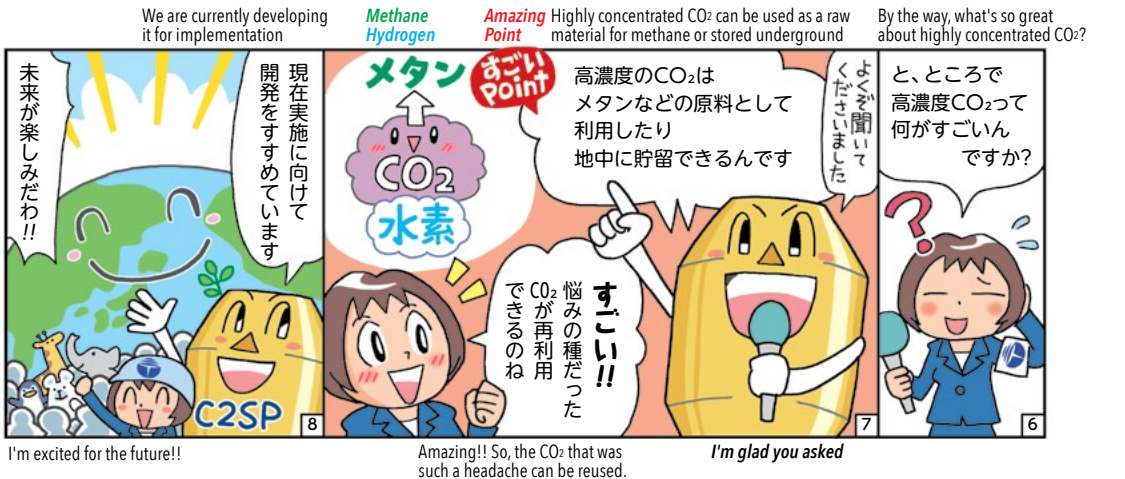 We are currently developing
it for implementation
Methane
Hydrogen
Amazing
Point
Highly concentrated CO2 can be used as a raw
material for methane or stored underground
By the way, what's so great
about highly concentrated CO2?
と、ところで
高濃度CO₂って
何がすごいん
ですか?
6
よくぞ聞いて
くださいました
高濃度のCO₂は
メタンなどの原料として
利用したり
地中に貯留できるんです
すごい
Point
メタン
CO₂
水素
すごい!!
悩みの種だった
CO₂が再利用
できるのね
7
現在実施に向けて
開発をすすめています
未来が楽しみだわ!!
C2SP
8
I'm excited for the future!!
Amazing!! So, the CO2 that was
such a headache can be reused.
I'm glad you asked